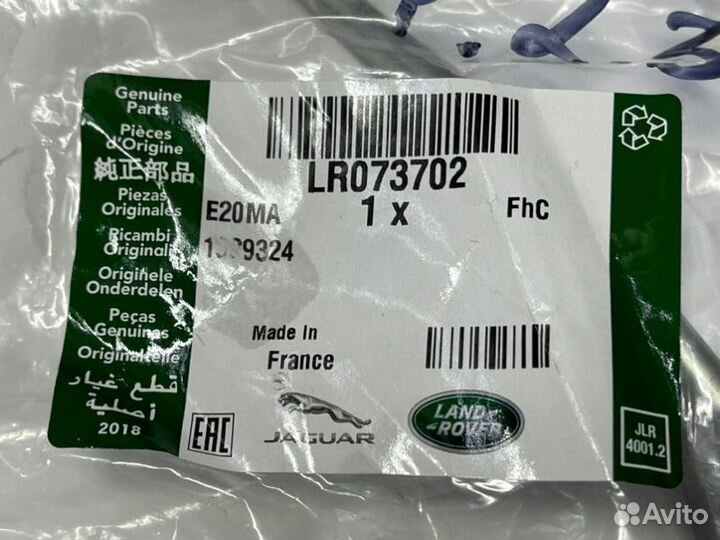 Genuine
Parts
Pièces
d'Origine
純正部品
Piezas
Originales
Ricambi
Originali
Originele
Onderdelen
Peças
Genuínas
Originalteile
قطع غيار
أصلية
2018
LR073702
1 x
FhC
E20MA
Made In
France
EAC
JAGUAR
LAND-
ROVER
JLR
4001.2
Avito